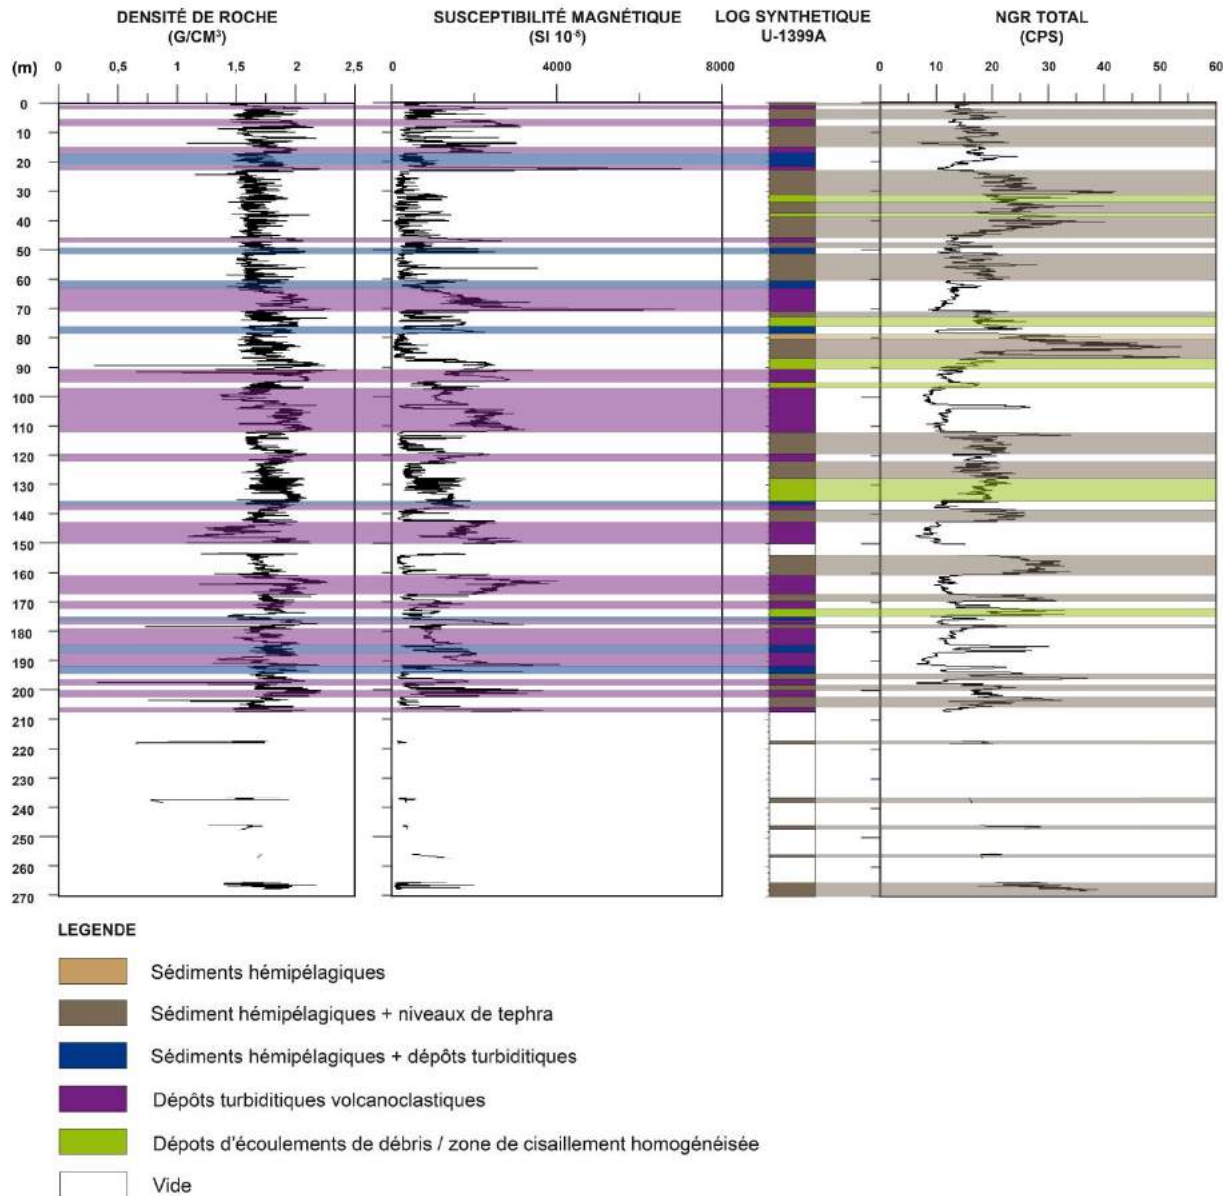 DENSITÉ DE ROCHE
(G/CM³)
SUSCEPTIBILITÉ MAGNÉTIQUE
(SI 10⁻⁵)
LOG SYNTHETIQUE
U-1399A
NGR TOTAL
(CPS)
(m)
0 0,5 1 1,5 2 2,5
0 4000 8000
0 10 20 30 40 50 60
0
10
20
30
40
50
60
70
80
90
100
110
120
130
140
150
160
170
180
190
200
210
220
230
240
250
260
270
LEGENDE
Sédiments hémipélagiques
Sédiment hémipélagiques + niveaux de tephra
Sédiments hémipélagiques + dépôts turbiditiques
Dépôts turbiditiques volcanoclastiques
Dépots d'écoulements de débris / zone de cisaillement homogénéisée
Vide